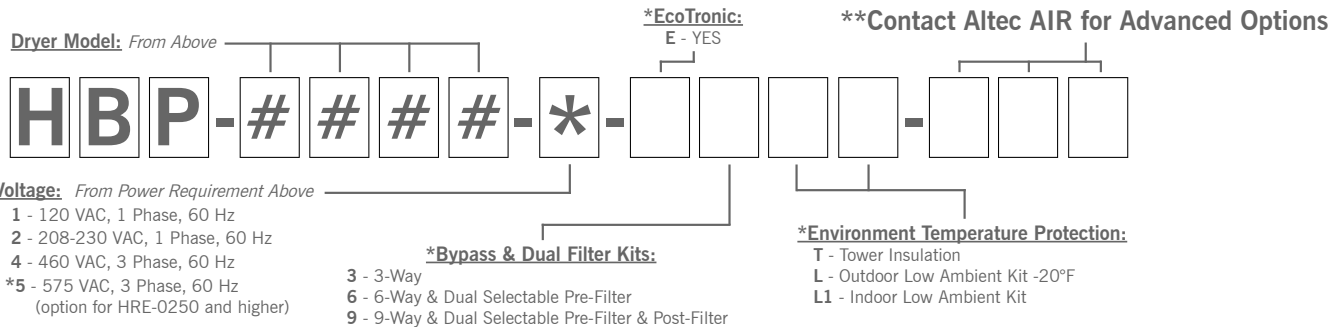 *EcoTronic:
E - YES
**Contact Altec AIR for Advanced Options
Dryer Model: From Above
HBP-####-*- -
Voltage: From Power Requirement Above
1 - 120 VAC, 1 Phase, 60 Hz
2 - 208-230 VAC, 1 Phase, 60 Hz
4 - 460 VAC, 3 Phase, 60 Hz
*5 - 575 VAC, 3 Phase, 60 Hz
(option for HRE-0250 and higher)
*Bypass & Dual Filter Kits:
3 - 3-Way
6 - 6-Way & Dual Selectable Pre-Filter
9 - 9-Way & Dual Selectable Pre-Filter & Post-Filter
*Environment Temperature Protection:
T - Tower Insulation
L - Outdoor Low Ambient Kit -20°F
L1 - Indoor Low Ambient Kit